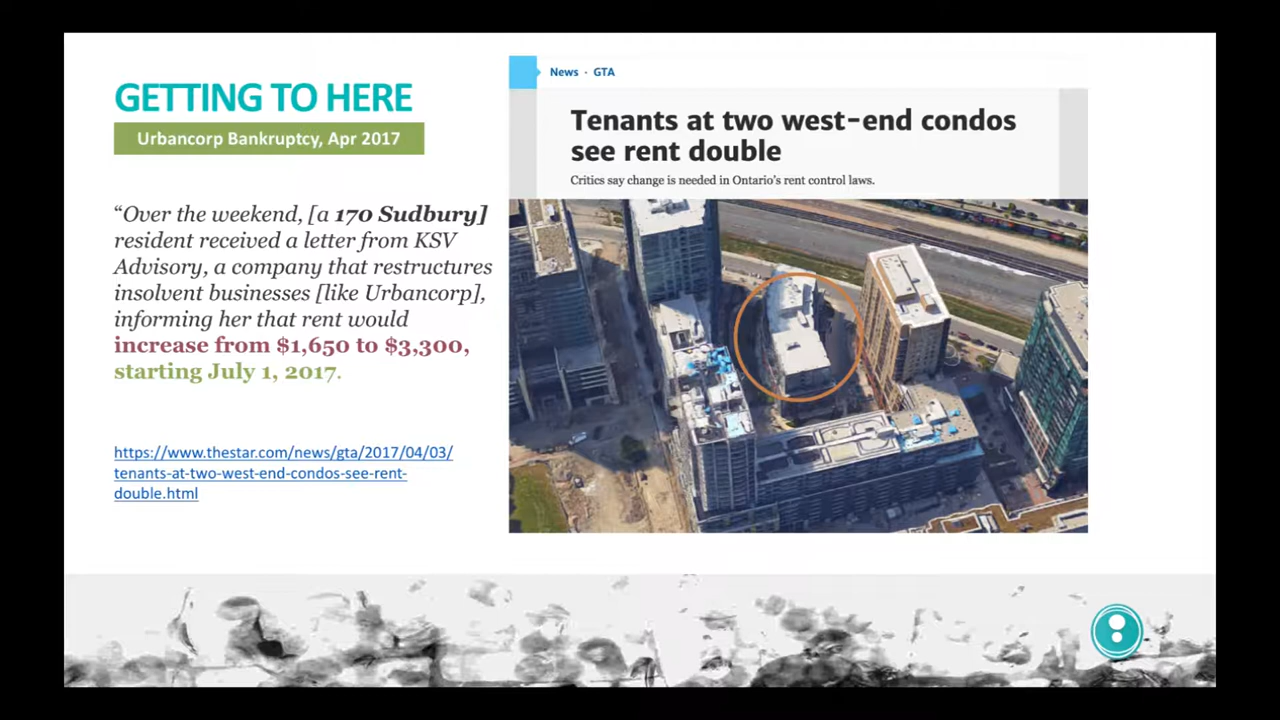 GETTING TO HERE
Urbancorp Bankruptcy, Apr 2017
“Over the weekend, [a 170 Sudbury]
resident received a letter from KSV
Advisory, a company that restructures
insolvent businesses [like Urbancorp],
informing her that rent would
increase from $1,650 to $3,300,
starting July 1, 2017.
https://www.thestar.com/news/gta/2017/04/03/
tenants-at-two-west-end-condos-see-rent-
double.html
News · GTA
Tenants at two west-end condos
see rent double
Critics say change is needed in Ontario’s rent control laws.